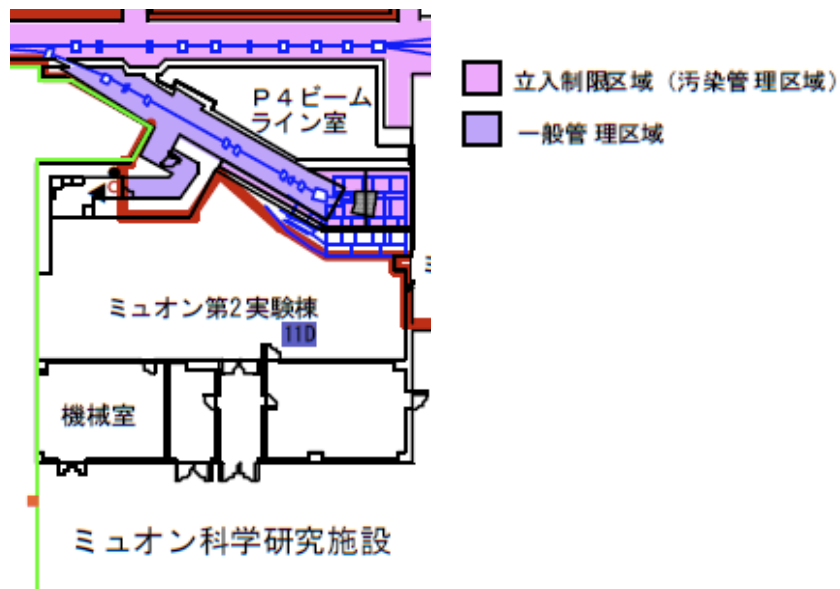 P4ビーム
ライン室
立入制限区域（汚染管理区域）
一般管理区域
ミュオン第2実験棟
11D
機械室
ミュオン科学研究施設